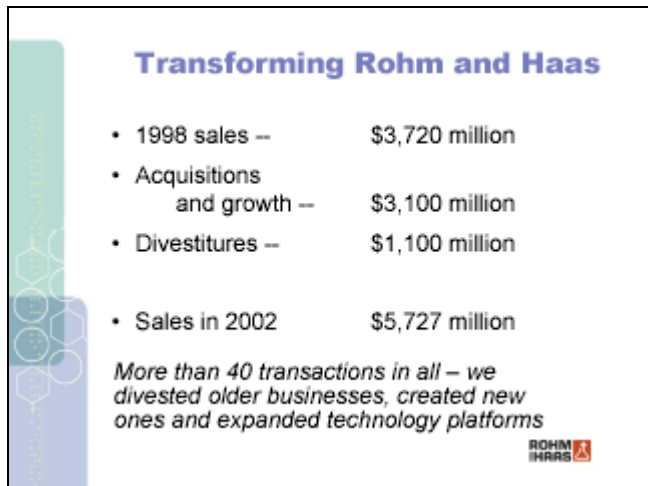 Transforming Rohm and Haas
• 1998 sales -- $3,720 million
• Acquisitions
and growth -- $3,100 million
• Divestitures -- $1,100 million
• Sales in 2002 $5,727 million
More than 40 transactions in all – we
divested older businesses, created new
ones and expanded technology platforms
ROHM
HAAS